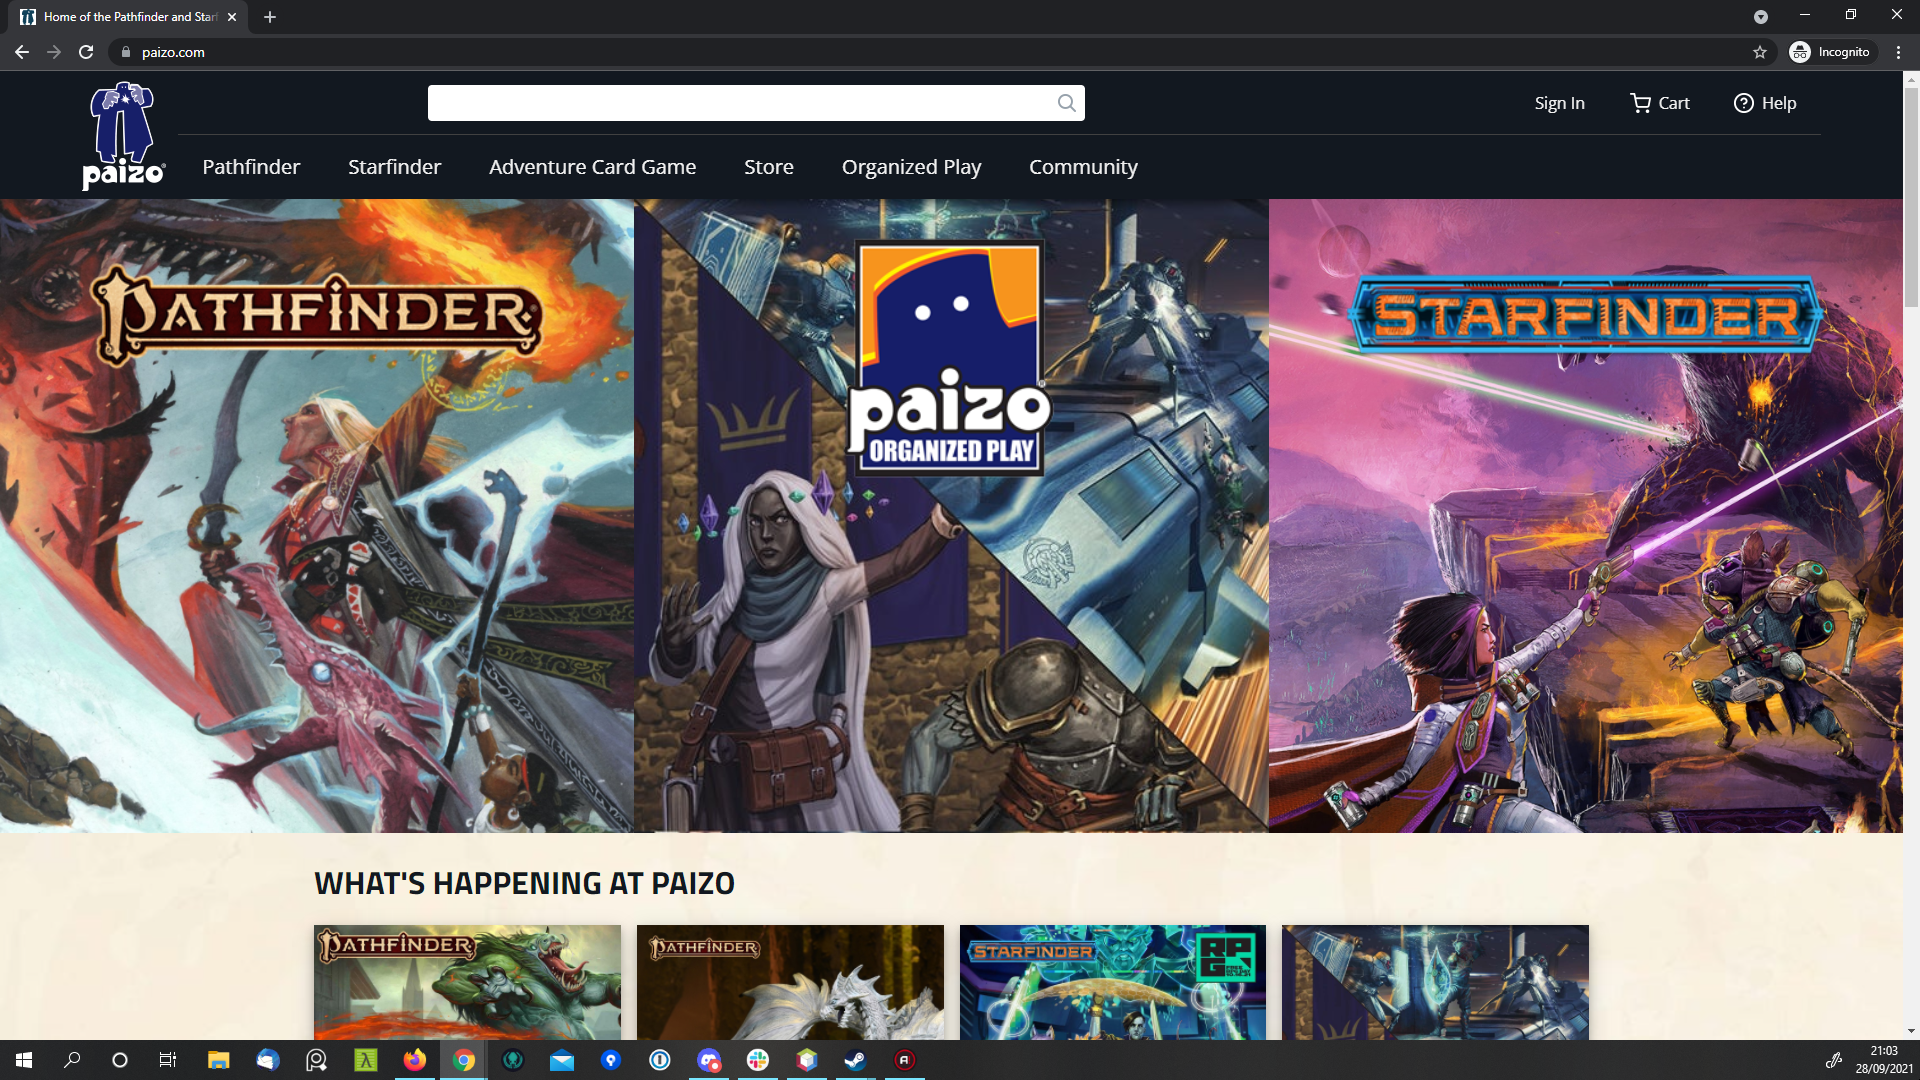 Home of the Pathfinder and Starf
paizo.com
Incognito
paizo
Sign In
Cart
Help
Pathfinder
Starfinder
Adventure Card Game
Store
Organized Play
Community
PATHFINDER
paizo
ORGANIZED PLAY
STARFINDER
WHAT'S HAPPENING AT PAIZO
PATHFINDER
PATHFINDER
STARFINDER
RPG
21:03
28/09/2021